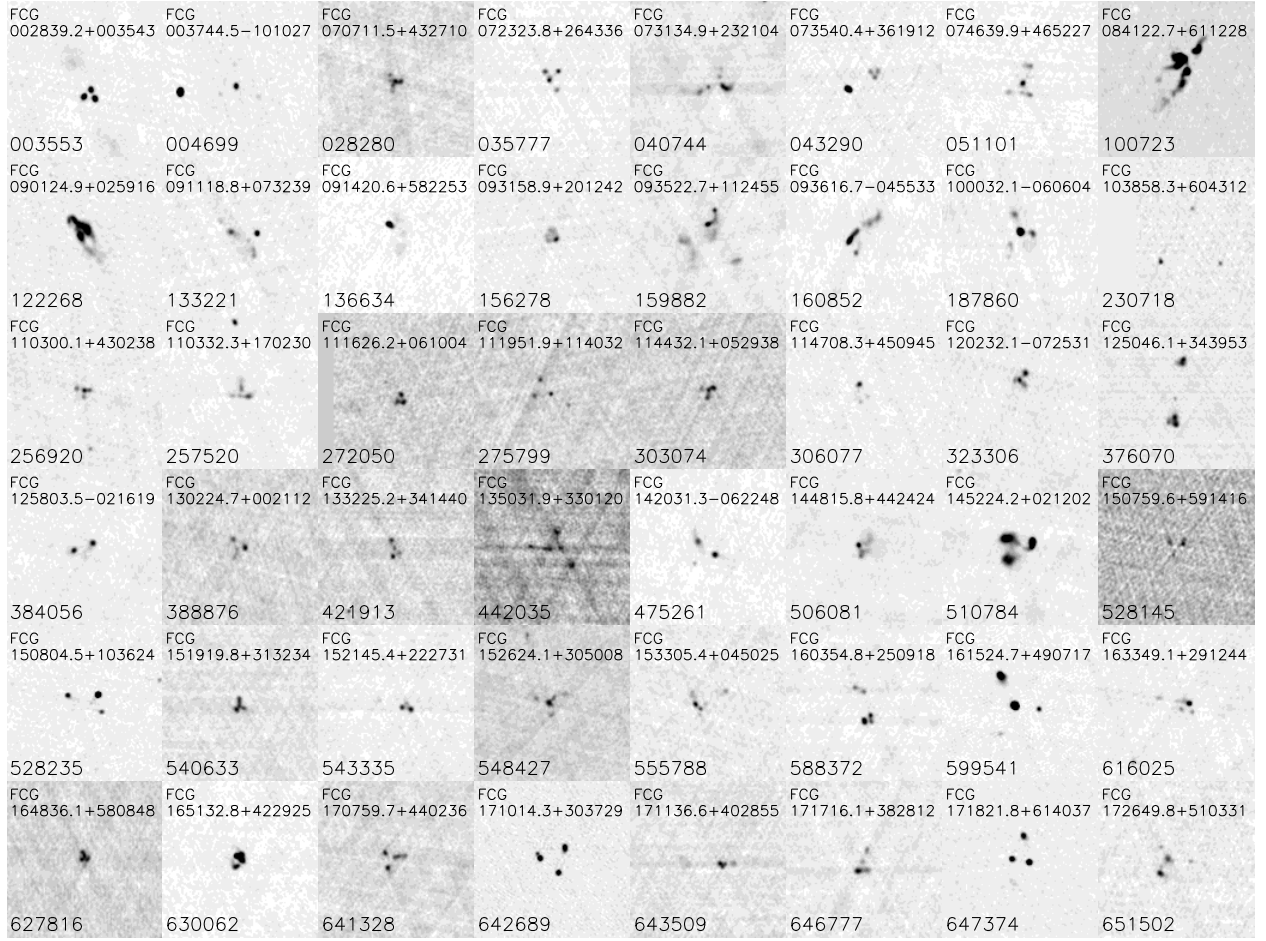 FCG FCG FCG FCG FCG FCG FCG FCG
002839.2+003543 003744.5−101027 070711.5+432710 072323.8+264336 073134.9+232104 073540.4+361912 074639.9+465227 084122.7+611228
003553 004699 028280 035777 040744 043290 051101 100723
FCG FCG FCG FCG FCG FCG FCG FCG
090124.9+025916 091118.8+073239 091420.6+582253 093158.9+201242 093522.7+112455 093616.7−045533 100032.1−060604 103858.3+604312
122268 133221 136634 156278 159882 160852 187860 230718
FCG FCG FCG FCG FCG FCG FCG FCG
110300.1+430238 110332.3+170230 111626.2+061004 111951.9+114032 114432.1+052938 114708.3+450945 120232.1−072531 125046.1+343953
256920 257520 272050 275799 303074 306077 323306 376070
FCG FCG FCG FCG FCG FCG FCG FCG
125803.5−021619 130224.7+002112 133225.2+341440 135031.9+330120 142031.3−062248 144815.8+442424 145224.2+021202 150759.6+591416
384056 388876 421913 442035 475261 506081 510784 528145
FCG FCG FCG FCG FCG FCG FCG FCG
150804.5+103624 151919.8+313234 152145.4+222731 152624.1+305008 153305.4+045025 160354.8+250918 161524.7+490717 163349.1+291244
528235 540633 543335 548427 555788 588372 599541 616025
FCG FCG FCG FCG FCG FCG FCG FCG
164836.1+580848 165132.8+422925 170759.7+440236 171014.3+303729 171136.6+402855 171716.1+382812 171821.8+614037 172649.8+510331
627816 630062 641328 642689 643509 646777 647374 651502